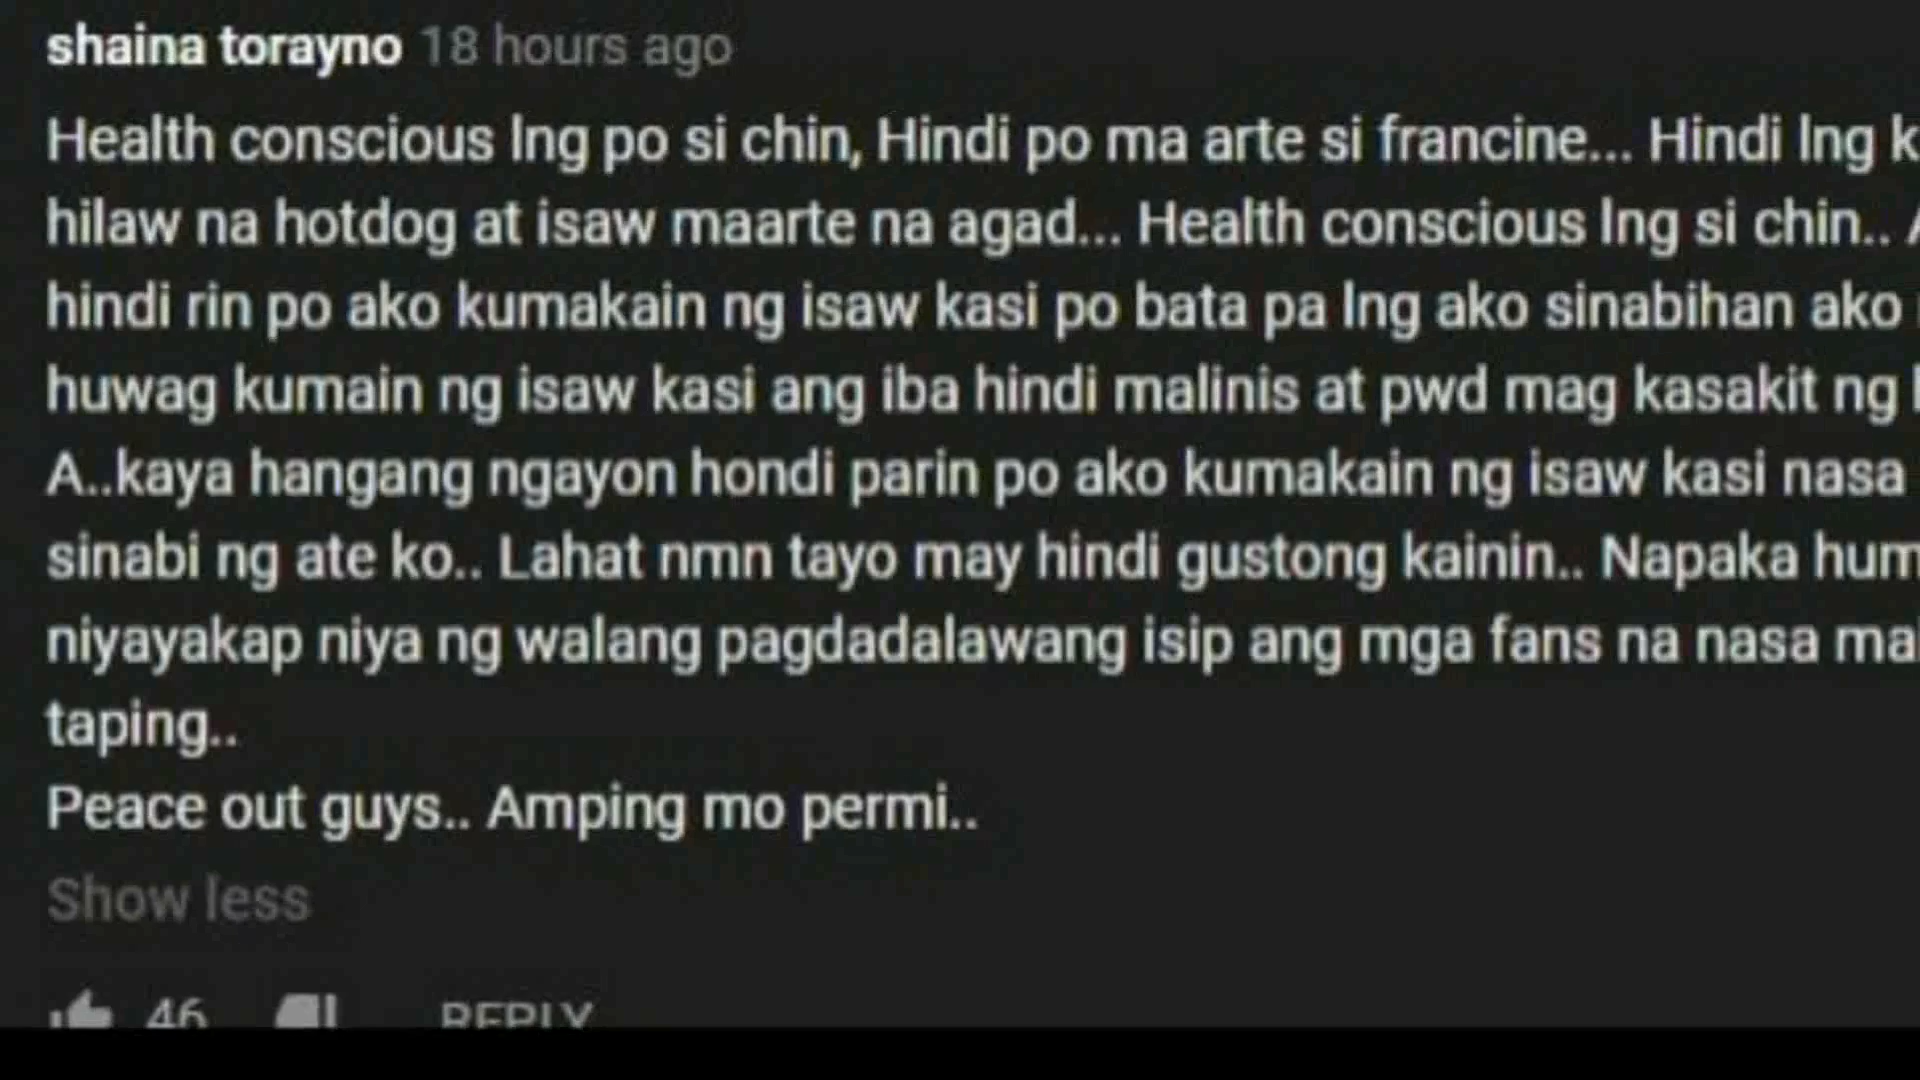 shaina torayno 18 hours ago
Health conscious lng po si chin, Hindi po ma arte si francine... Hindi lng
hilaw na hotdog at isaw maarte na agad... Health conscious lng si chin..
hindi rin po ako kumakain ng isaw kasi po bata pa lng ako sinabihan ako
huwag kumain ng isaw kasi ang iba hindi malinis at pwd mag kasakit ng
A..kaya hangang ngayon hondi parin po ako kumakain ng isaw kasi nasa
sinabi ng ate ko.. Lahat nmn tayo may hindi gustong kainin.. Napaka
niyayakap niya ng walang pagdadalawang isip ang mga fans na nasa
taping..
Peace out guys.. Amping mo permi..
Show less
46 REPLY